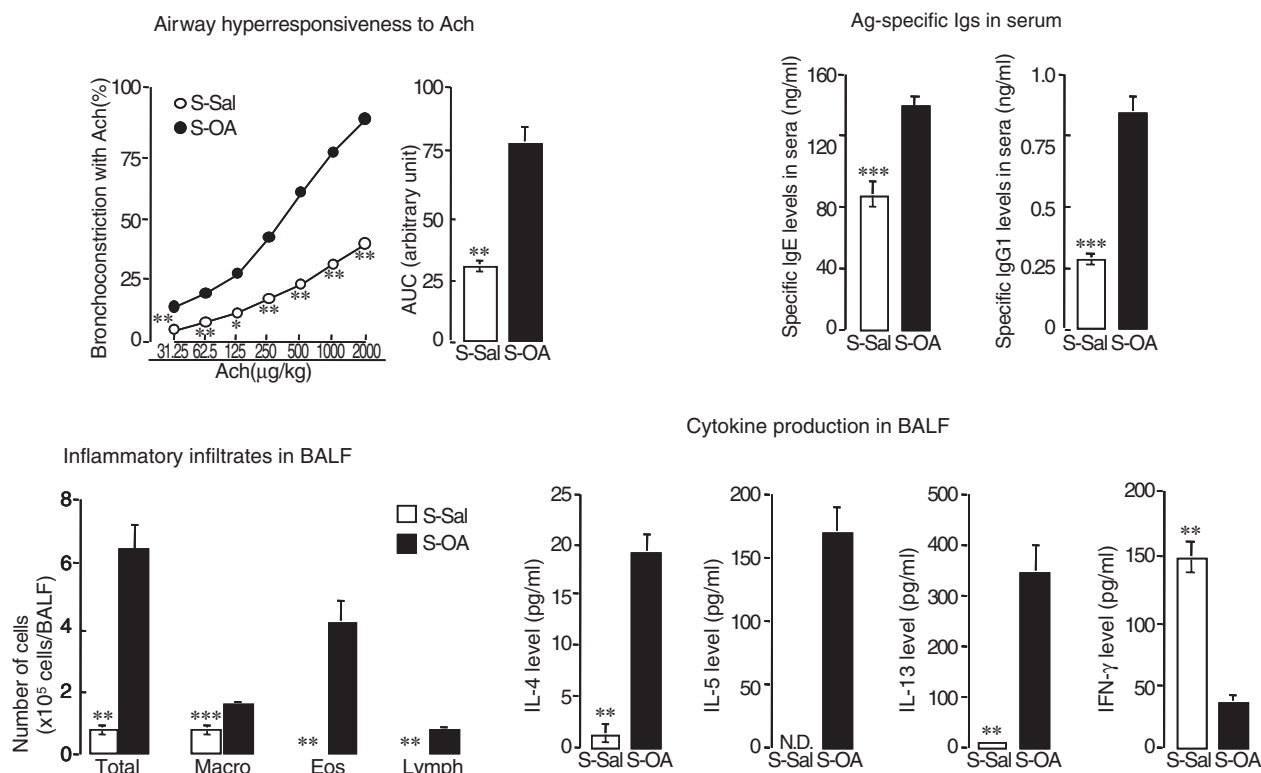 Airway hyperresponsiveness to Ach
Bronchoconstriction with Ach(%)
100
75
50
25
0
S-Sal
S-OA
**
**
*
**
**
**
**
31.25 62.5 125 250 500 1000 2000
Ach(µg/kg)
AUC (arbitrary unit)
100
75
50
25
0
**
S-Sal S-OA
Ag-specific Igs in serum
Specific IgE levels in sera (ng/ml)
160
120
80
40
0
***
S-Sal S-OA
Specific IgG1 levels in sera (ng/ml)
1.0
0.75
0.5
0.25
0
***
S-Sal S-OA
Inflammatory infiltrates in BALF
Number of cells
(x10⁵ cells/BALF)
8
6
4
2
0
S-Sal
S-OA
**
***
**
**
Total Macro Eos Lymph
Cytokine production in BALF
IL-4 level (pg/ml)
25
20
15
10
5
0
**
S-Sal S-OA
IL-5 level (pg/ml)
200
150
100
50
0
N.D.
S-Sal S-OA
IL-13 level (pg/ml)
500
400
300
200
100
0
**
S-Sal S-OA
IFN-γ level (pg/ml)
200
150
100
50
0
**
S-Sal S-OA